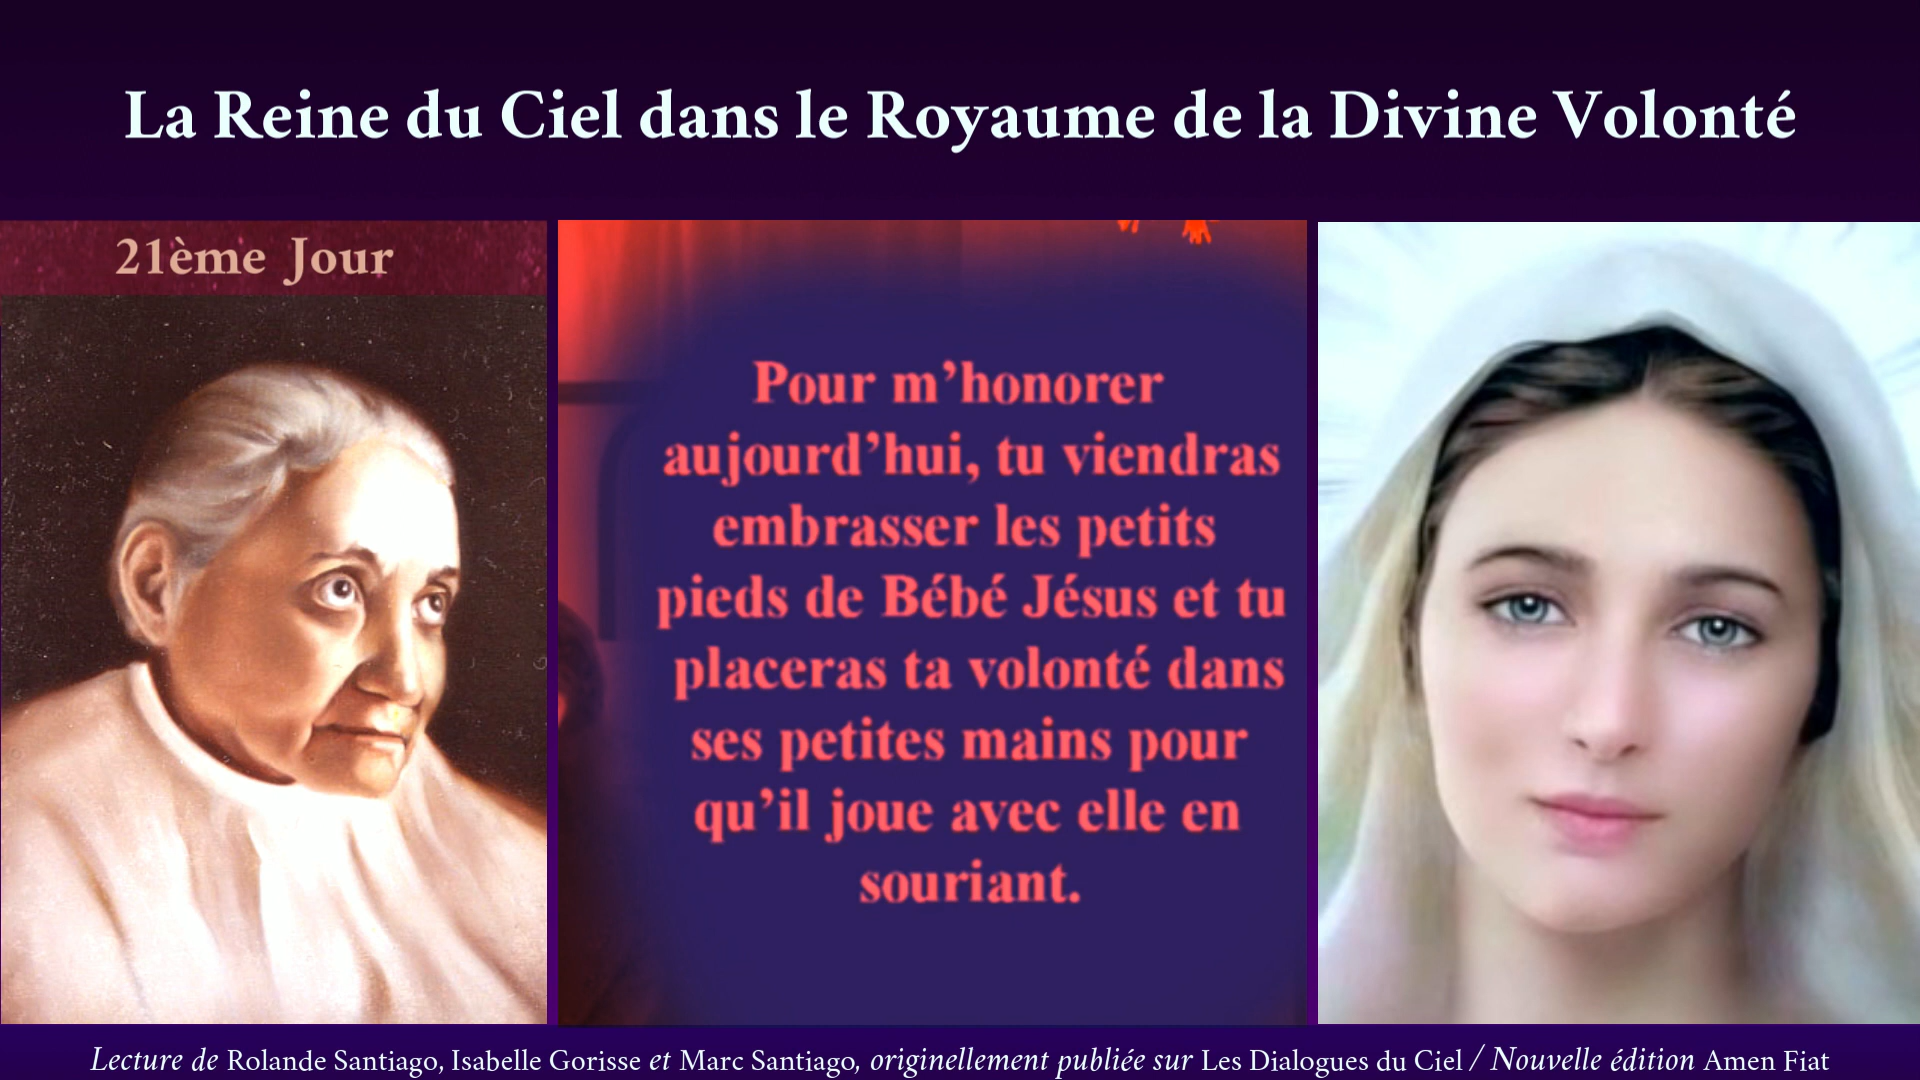 La Reine du Ciel dans le Royaume de la Divine Volonté
21ème Jour
Pour m’honorer
aujourd’hui, tu viendras
embrasser les petits
pieds de Bébé Jésus et tu
placeras ta volonté dans
ses petites mains pour
qu’il joue avec elle en
souriant.
Lecture de Rolande Santiago, Isabelle Gorisse et Marc Santiago, originellement publiée sur Les Dialogues du Ciel / Nouvelle édition Amen Fiat